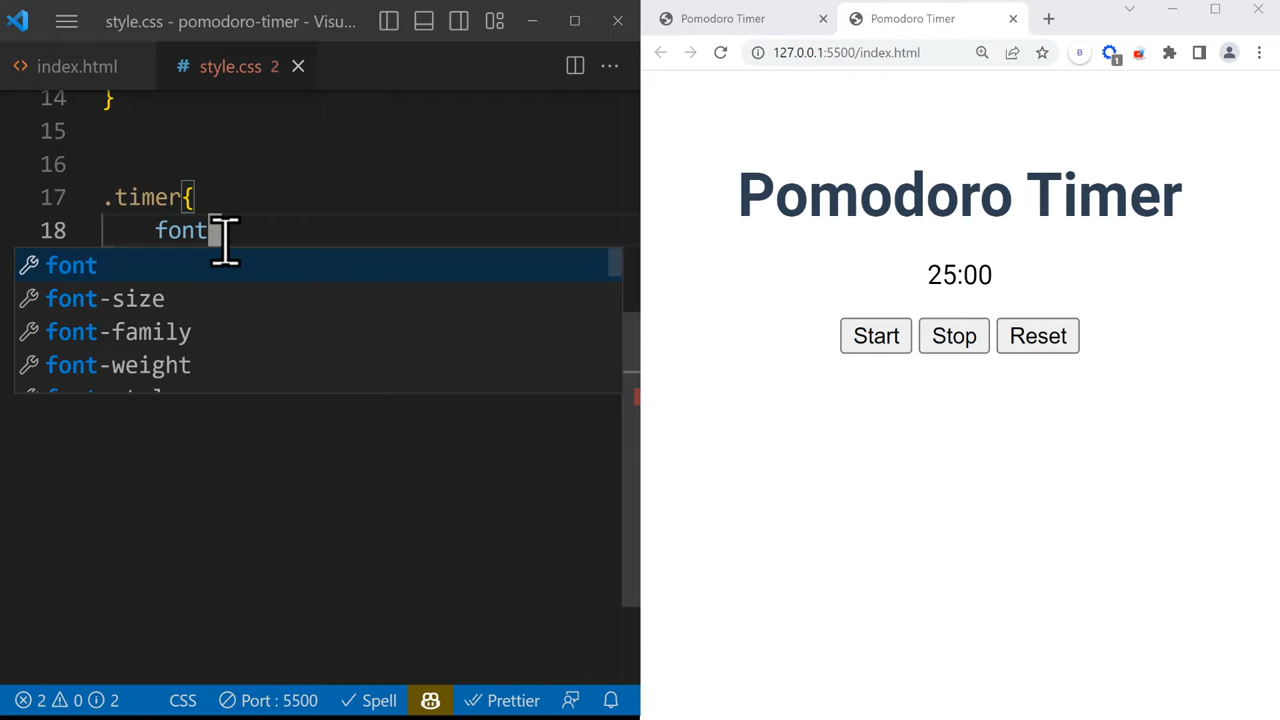 style.css - pomodoro-timer - Visu...
index.html
style.css 2
14 }
15
16
17 .timer{
18 font
font
font-size
font-family
font-weight
2 0 2 CSS Port : 5500 Spell Prettier
Pomodoro Timer
Pomodoro Timer
127.0.0.1:5500/index.html
B
1
Pomodoro Timer
25:00
Start Stop Reset